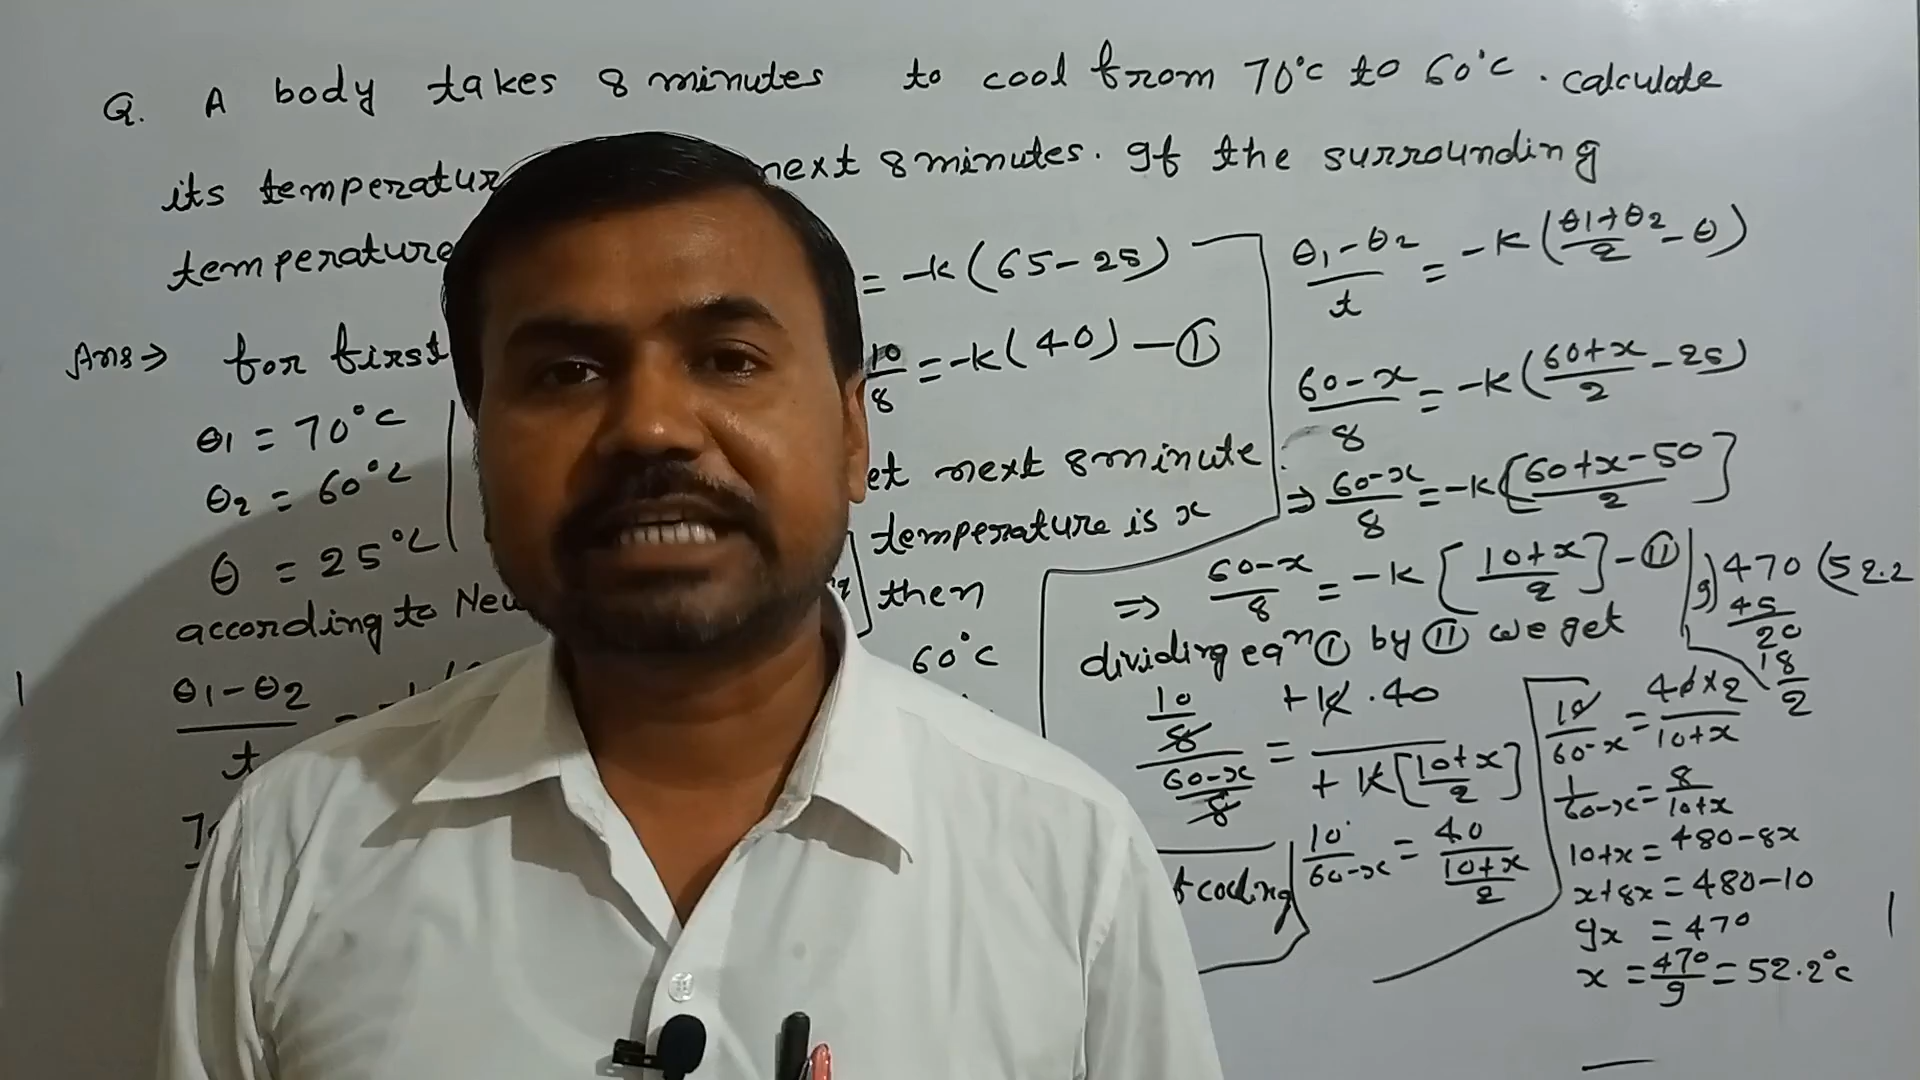 Q. A body takes 8 minutes to cool from 70°c to 60°c. calculate
its temperatur next 8 minutes. If the surrounding
temperature
Ans → for first
θ1 = 70°c
θ2 = 60°c
θ = 25°c
according to New
θ1-θ2
t
= -k(65-25)
10/8 = -k(40) — ①
et next 8 minute
temperature is x
then
60°c
(θ1-θ2)/t = -k((θ1+θ2)/2 - θ)
(60-x)/8 = -k((60+x)/2 - 25)
⇒ (60-x)/8 = -k[(60+x-50)/2]
⇒ (60-x)/8 = -k[(10+x)/2] - ⑪
dividing eqⁿ ① by ⑪ we get
(10/8)/((60-x)/8) = +k.40/(+k[(10+x)/2])
10/(60-x) = 40/((10+x)/2)
f cooling
9)470(52.2
45
20
18
2
10/(60-x) = (40×2)/(10+x)
1/(60-x) = 8/(10+x)
10+x = 480-8x
x+8x = 480-10
9x = 470
x = 470/9 = 52.2°c